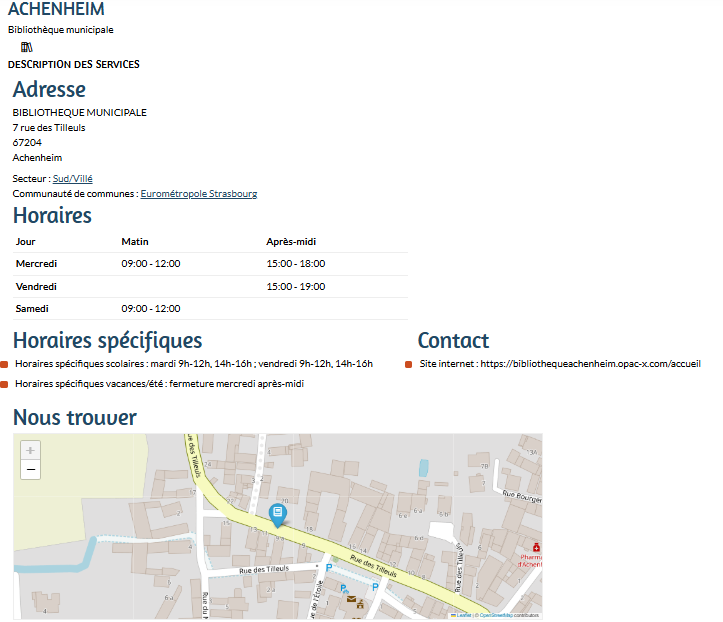 ACHENHEIM
Bibliothèque municipale
DESCRIPTION DES SERVICES
Adresse
BIBLIOTHEQUE MUNICIPALE
7 rue des Tilleuls
67204
Achenheim
Secteur : Sud/Villé
Communauté de communes : Eurométropole Strasbourg
Horaires
Jour Matin Après-midi
Mercredi 09:00 - 12:00 15:00 - 18:00
Vendredi 15:00 - 19:00
Samedi 09:00 - 12:00
Horaires spécifiques
Horaires spécifiques scolaires : mardi 9h-12h, 14h-16h ; vendredi 9h-12h, 14h-16h
Horaires spécifiques vacances/été : fermeture mercredi après-midi
Contact
Site internet : https://bibliothequeachenheim.opac-x.com/accueil
Nous trouver
+
−
rue des Tilleuls
Rue Bourger
Pharm
d'Achenh
Rue des Tilleuls
Rue des Tilleuls
Rue des Tilleuls
ue de l'Étoile
Rue du N
P
P
P
Leaflet | © OpenStreetMap contributors